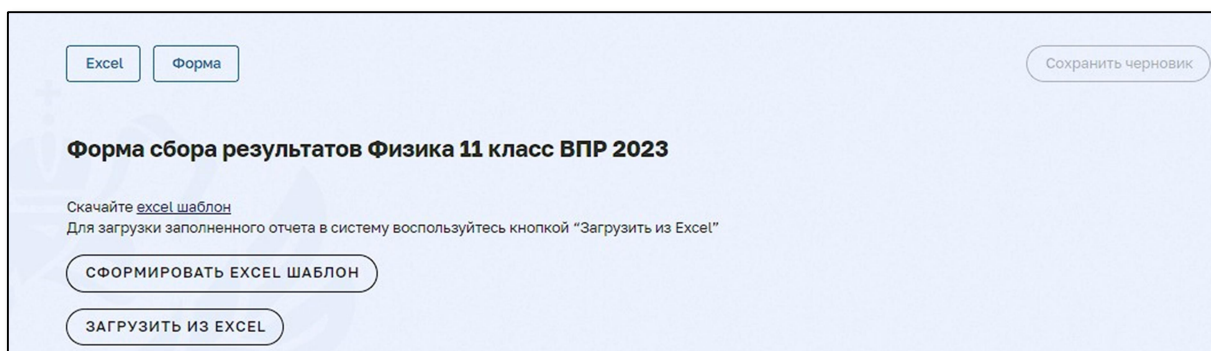 Excel Форма Сохранить черновик
Форма сбора результатов Физика 11 класс ВПР 2023
Скачайте excel шаблон
Для загрузки заполненного отчета в систему воспользуйтесь кнопкой “Загрузить из Excel”
СФОРМИРОВАТЬ EXCEL ШАБЛОН
ЗАГРУЗИТЬ ИЗ EXCEL